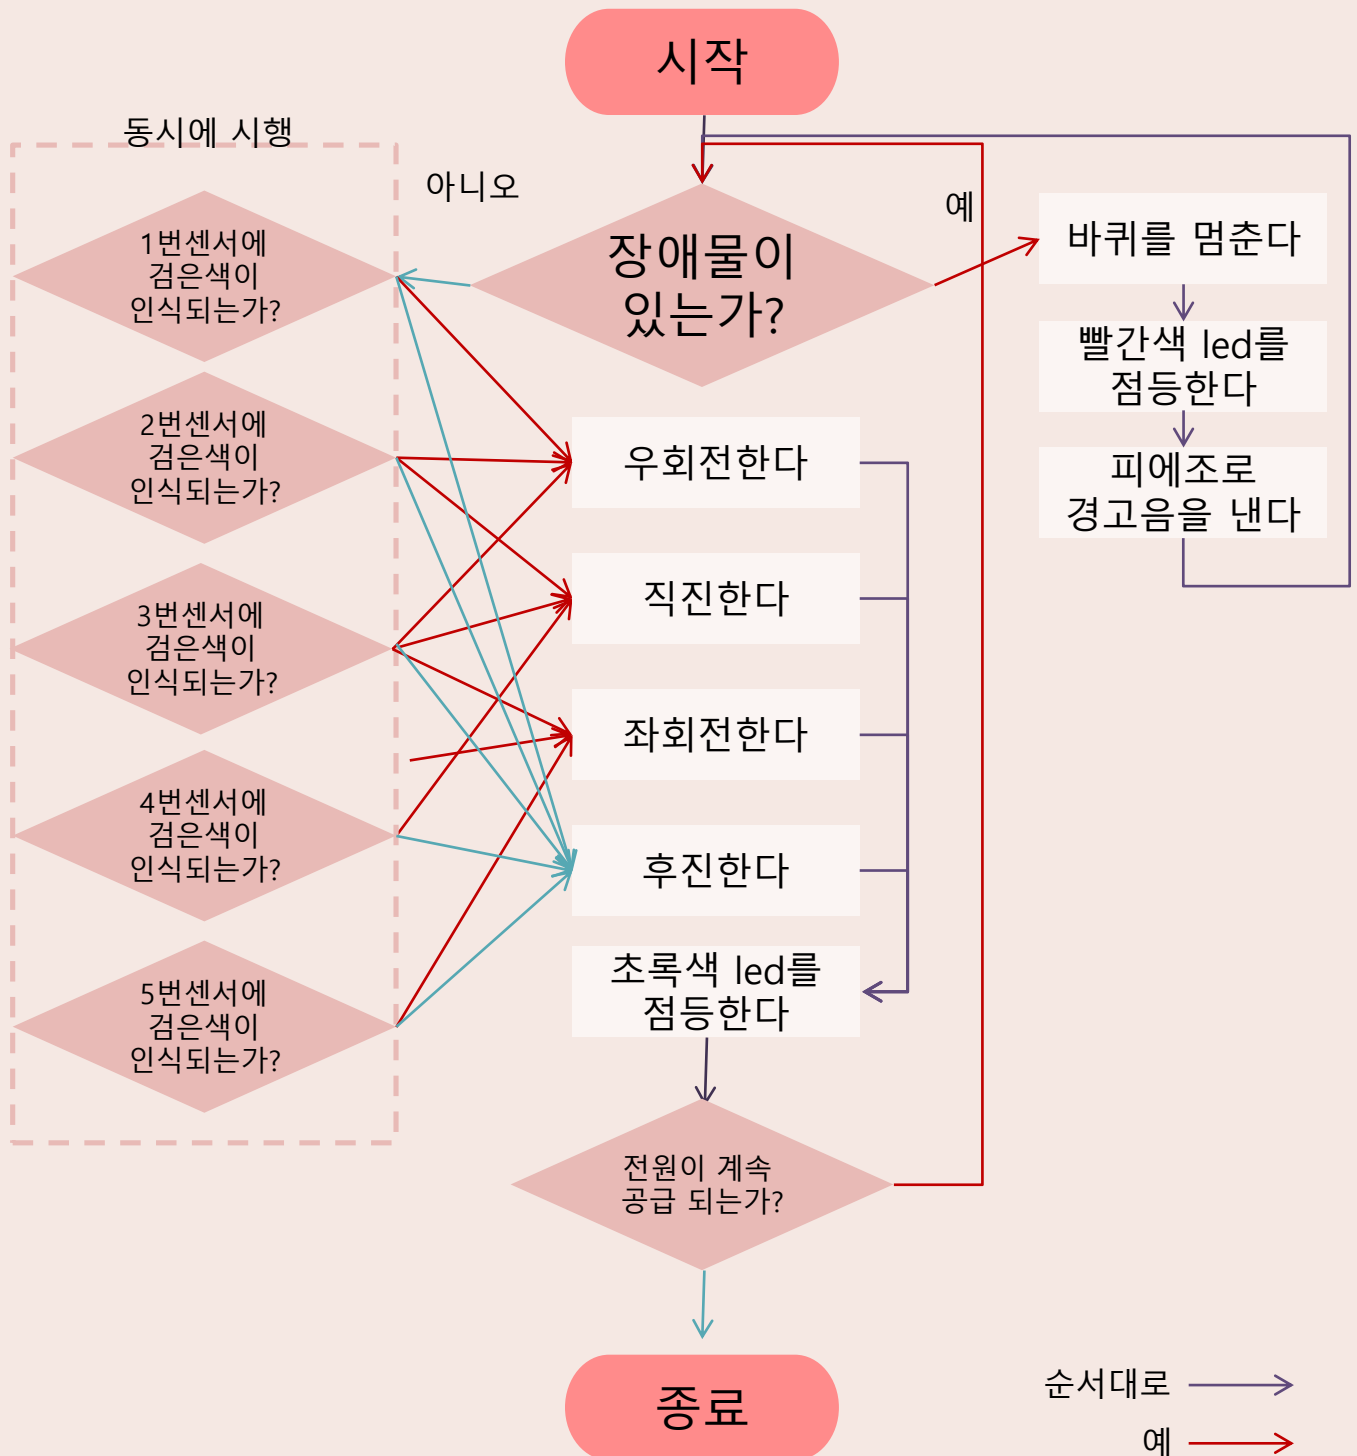 시작
동시에 시행
아니오
예
1번센서에
검은색이
인식되는가?
장애물이
있는가?
바퀴를 멈춘다
빨간색 led를
점등한다
피에조로
경고음을 낸다
2번센서에
검은색이
인식되는가?
우회전한다
3번센서에
검은색이
인식되는가?
직진한다
좌회전한다
4번센서에
검은색이
인식되는가?
후진한다
5번센서에
검은색이
인식되는가?
초록색 led를
점등한다
전원이 계속
공급 되는가?
종료
순서대로
예